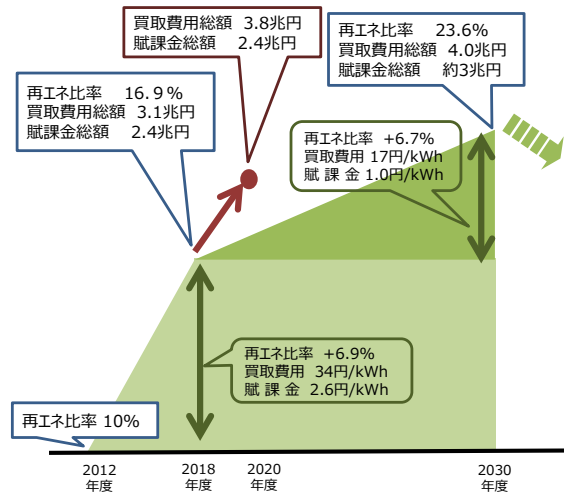 買取費用総額 3.8兆円
賦課金総額 2.4兆円
再エネ比率 23.6%
買取費用総額 4.0兆円
賦課金総額 約3兆円
再エネ比率 16.9%
買取費用総額 3.1兆円
賦課金総額 2.4兆円
再エネ比率 +6.7%
買取費用 17円/kWh
賦 課 金 1.0円/kWh
再エネ比率 +6.9%
買取費用 34円/kWh
賦 課 金 2.6円/kWh
再エネ比率 10%
2012
年度
2018
年度
2020
年度
2030
年度